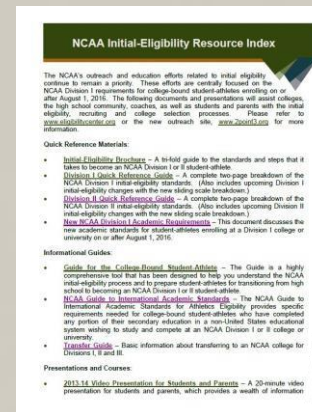 NCAA Initial-Eligibility Resource Index
The NCAA's outreach and education efforts related to initial eligibility
continue to remain a priority. These efforts are centrally focused on the
NCAA Division I requirements for college-bound student-athletes enrolling on or
after August 1, 2016. The following documents and presentations will assist colleges,
high school community, coaches, as well as students and parents with the initial
eligibility, recruiting and college selection processes. Please refer to
www.eligibilitycenter.org or the new outreach site, www.2point3.org for more
information.
Quick Reference Materials:
• Initial-Eligibility Brochure – A tri-fold guide to the standards and steps that it
takes to become an NCAA Division I or II student-athlete.
• Division I Quick Reference Guide – A complete two-page breakdown of the
NCAA Division I initial-eligibility standards. (Also includes upcoming Division I
initial-eligibility changes with the new sliding scale breakdown.)
• Division II Quick Reference Guide – A complete two-page breakdown of the
NCAA Division II initial-eligibility standards. (Also includes upcoming Division II
initial-eligibility changes with the new sliding scale breakdown.)
• New NCAA Division I Academic Requirements – This document discusses the
new academic standards for student-athletes enrolling at a Division I college or
university on or after August 1, 2016.
Informational Guides:
• Guide for the College-Bound Student-Athlete – The Guide is a highly
comprehensive tool that has been designed to help you understand the NCAA
initial-eligibility process and to prepare student-athletes for transitioning from high
school to becoming an NCAA Division I or II student-athlete.
• NCAA Guide to International Academic Standards – The NCAA Guide to
International Academic Standards for Athletics Eligibility provides specific
requirements needed for college-bound student-athletes who have completed
any portion of their secondary education in a non-United States educational
system wishing to study and compete at an NCAA Division I or II college or
university.
• Transfer Guide – Basic information about transferring to an NCAA college for
Divisions I, II and III.
Presentations and Courses:
• 2013-14 Video Presentation for Students and Parents – A 20-minute video
presentation for students and parents, which provides a wealth of information